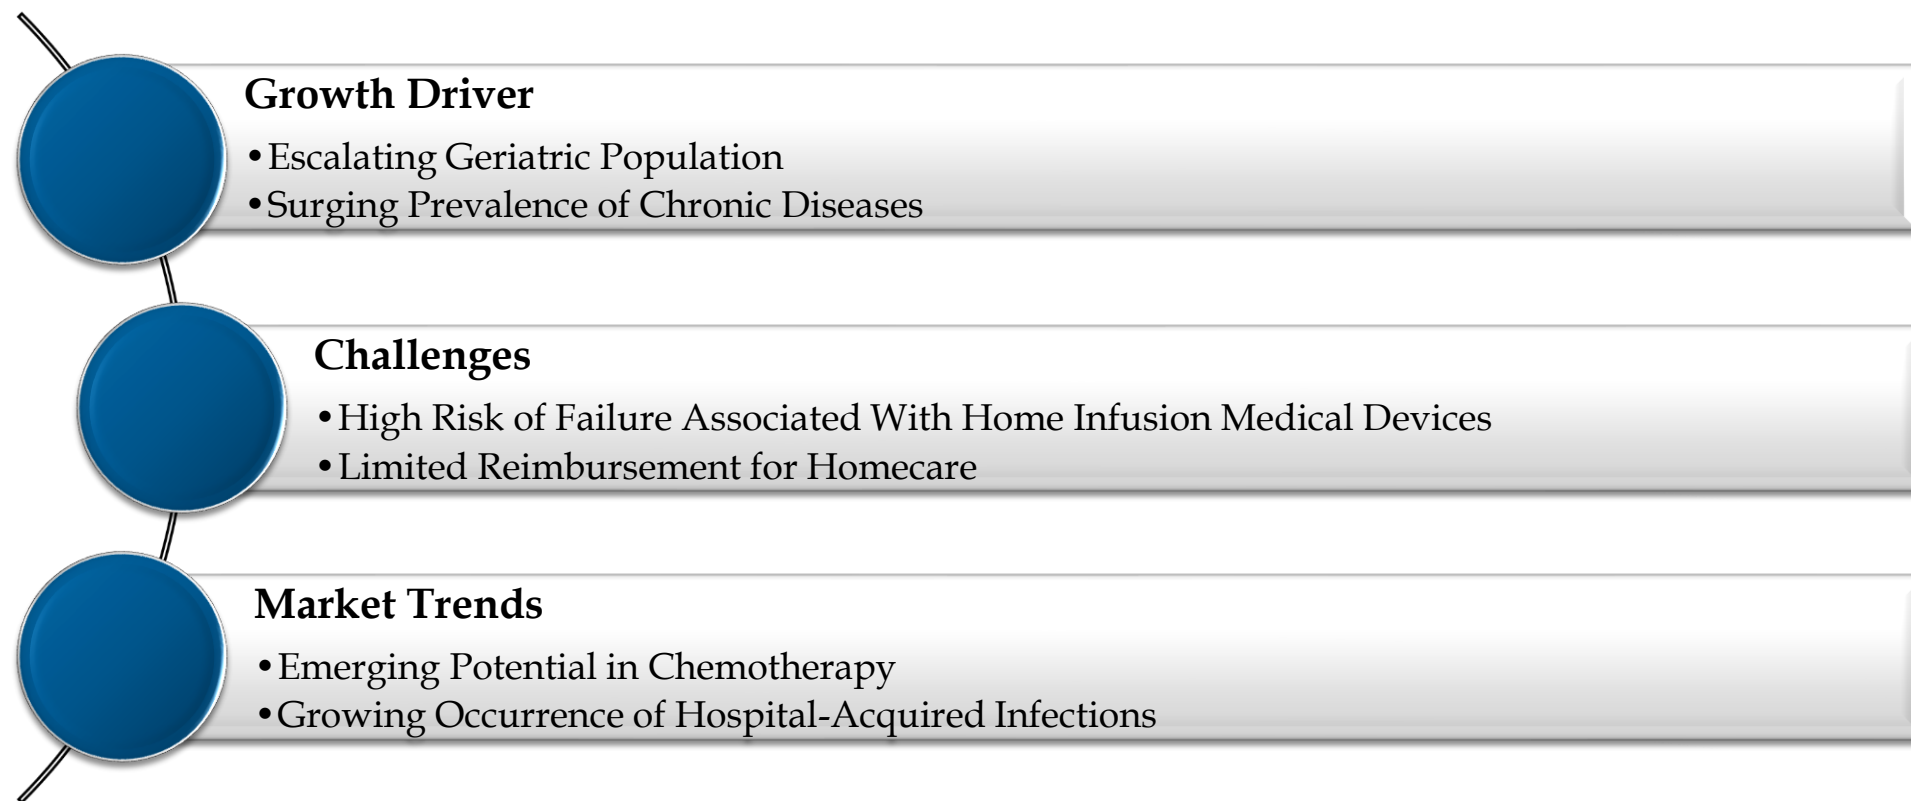 Growth Driver
•Escalating Geriatric Population
•Surging Prevalence of Chronic Diseases
Challenges
•High Risk of Failure Associated With Home Infusion Medical Devices
•Limited Reimbursement for Homecare
Market Trends
•Emerging Potential in Chemotherapy
•Growing Occurrence of Hospital-Acquired Infections